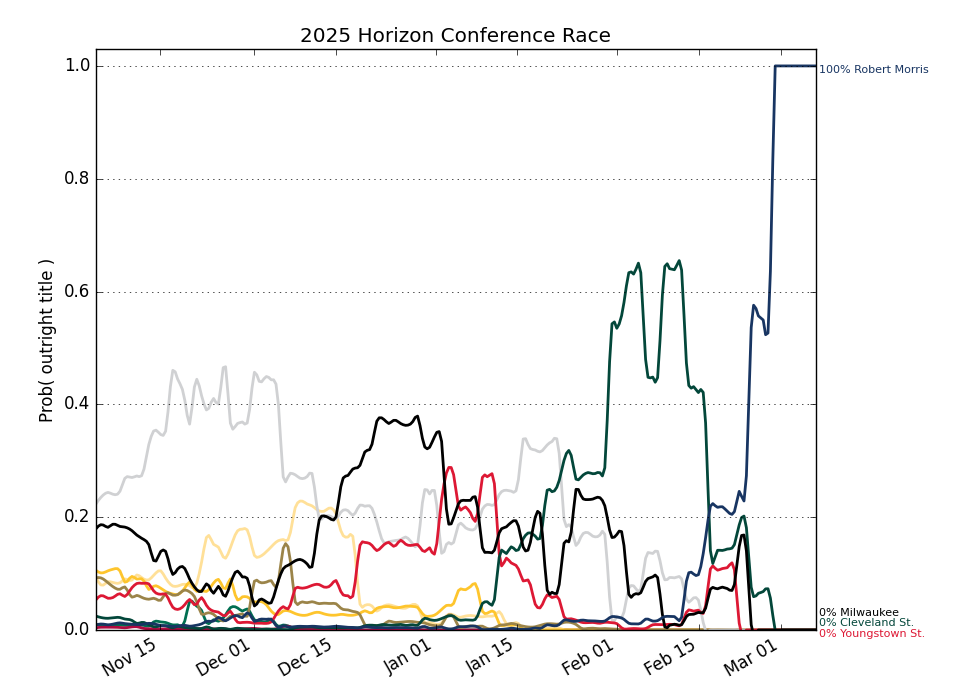 2025 Horizon Conference Race
1.0
100% Robert Morris
0.8
0.6
Prob( outright title )
0.4
0.2
0% Milwaukee
0% Cleveland St.
0.0
0% Youngstown St.
Nov 15
Dec 01
Dec 15
Jan 01
Jan 15
Feb 01
Feb 15
Mar 01